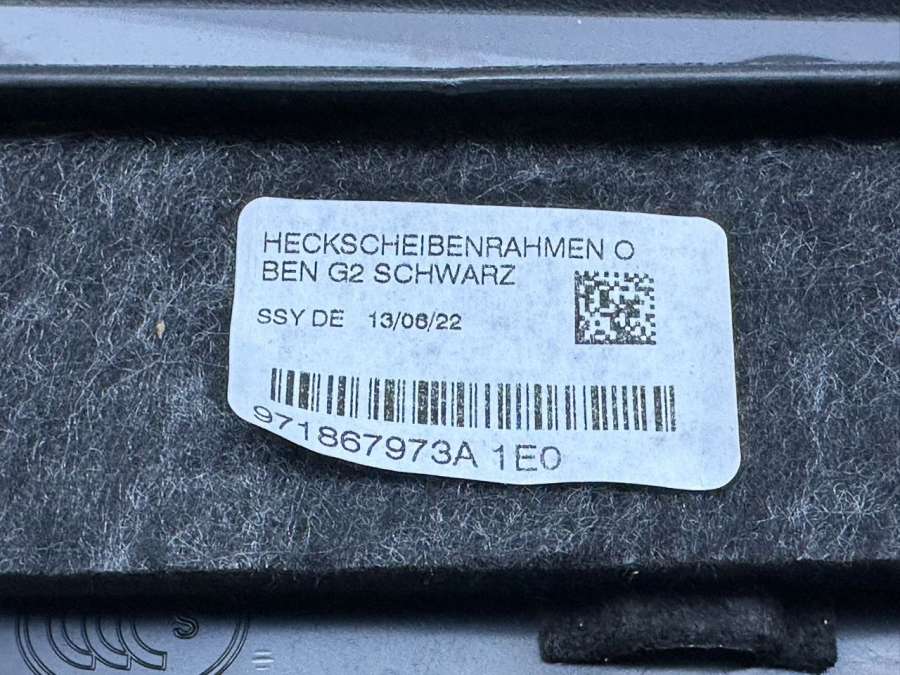 HECKSCHEIBENRAHMEN O
BEN G2 SCHWARZ
SSY DE 13/06/22
971867973A 1E0
S